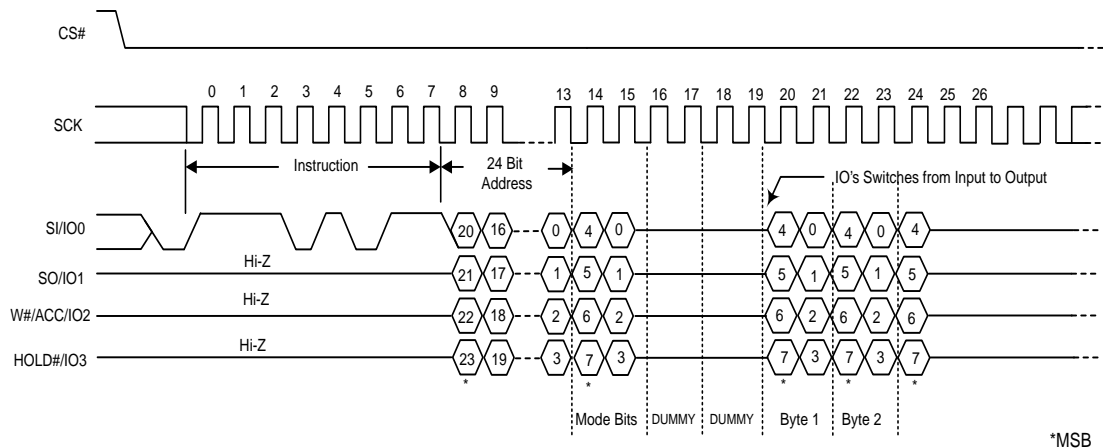 CS#
0 1 2 3 4 5 6 7 8 9 13 14 15 16 17 18 19 20 21 22 23 24 25 26
SCK
Instruction
24 Bit
Address
IO's Switches from Input to Output
SI/IO0 20 16 0 4 0 4 0 4 0 4
Hi-Z
SO/IO1 21 17 1 5 1 5 1 5 1 5
Hi-Z
W#/ACC/IO2 22 18 2 6 2 6 2 6 2 6
Hi-Z
HOLD#/IO3 23 19 3 7 3 7 3 7 3 7
* * * * *
Mode Bits DUMMY DUMMY Byte 1 Byte 2
*MSB